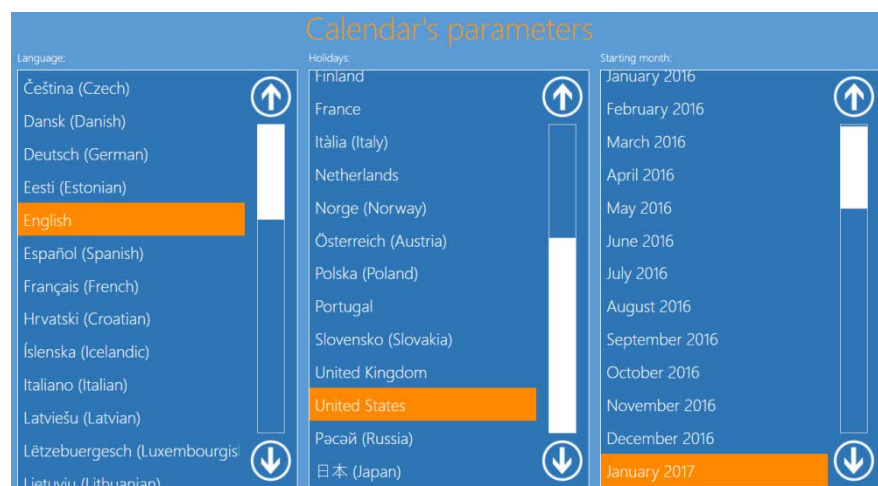 Calendar's parameters
Language:
Čeština (Czech)
Dansk (Danish)
Deutsch (German)
Eesti (Estonian)
English
Español (Spanish)
Français (French)
Hrvatski (Croatian)
Íslenska (Icelandic)
Italiano (Italian)
Latviešu (Latvian)
Lëtzebuergesch (Luxembourgis
Lietuvių (Lithuanian)
Holidays:
Finland
France
Itàlia (Italy)
Netherlands
Norge (Norway)
Österreich (Austria)
Polska (Poland)
Portugal
Slovensko (Slovakia)
United Kingdom
United States
Расай (Russia)
日本 (Japan)
Starting month:
January 2016
February 2016
March 2016
April 2016
May 2016
June 2016
July 2016
August 2016
September 2016
October 2016
November 2016
December 2016
January 2017